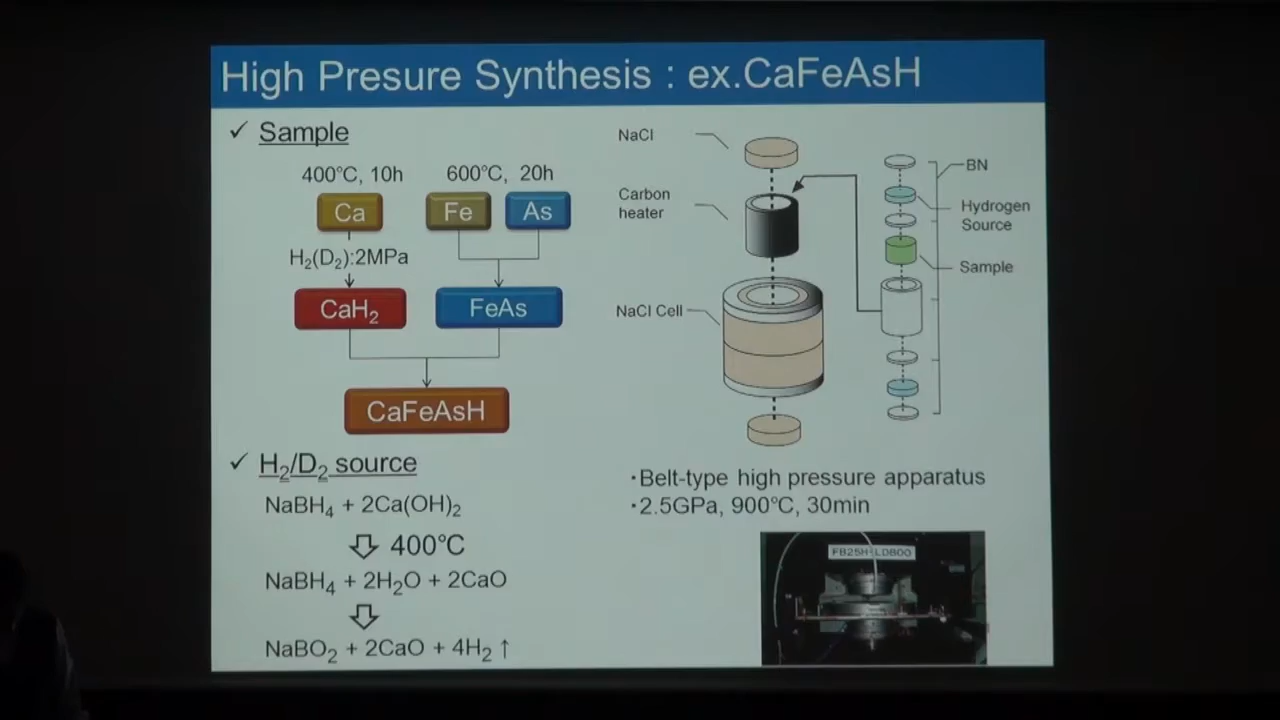 High Presure Synthesis : ex.CaFeAsH
✓ Sample
400℃, 10h
600℃, 20h
Ca
Fe
As
H₂(D₂):2MPa
CaH₂
FeAs
CaFeAsH
✓ H₂/D₂ source
NaBH₄ + 2Ca(OH)₂
400℃
NaBH₄ + 2H₂O + 2CaO
NaBO₂ + 2CaO + 4H₂ ↑
NaCl
Carbon
heater
NaCl Cell
BN
Hydrogen
Source
Sample
・Belt-type high pressure apparatus
・2.5GPa, 900℃, 30min